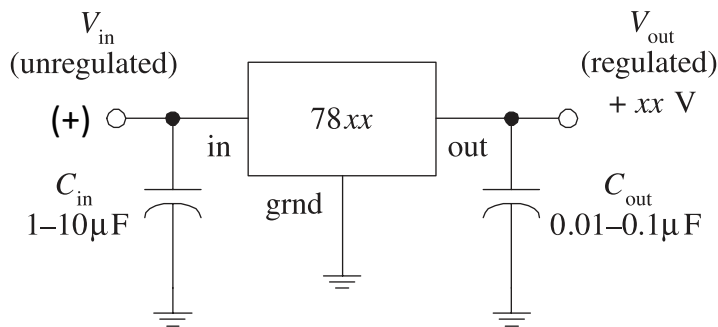 V_in
(unregulated)
(+)
in
C_in
1–10μF
78xx
grnd
out
V_out
(regulated)
+ xx V
C_out
0.01–0.1μF